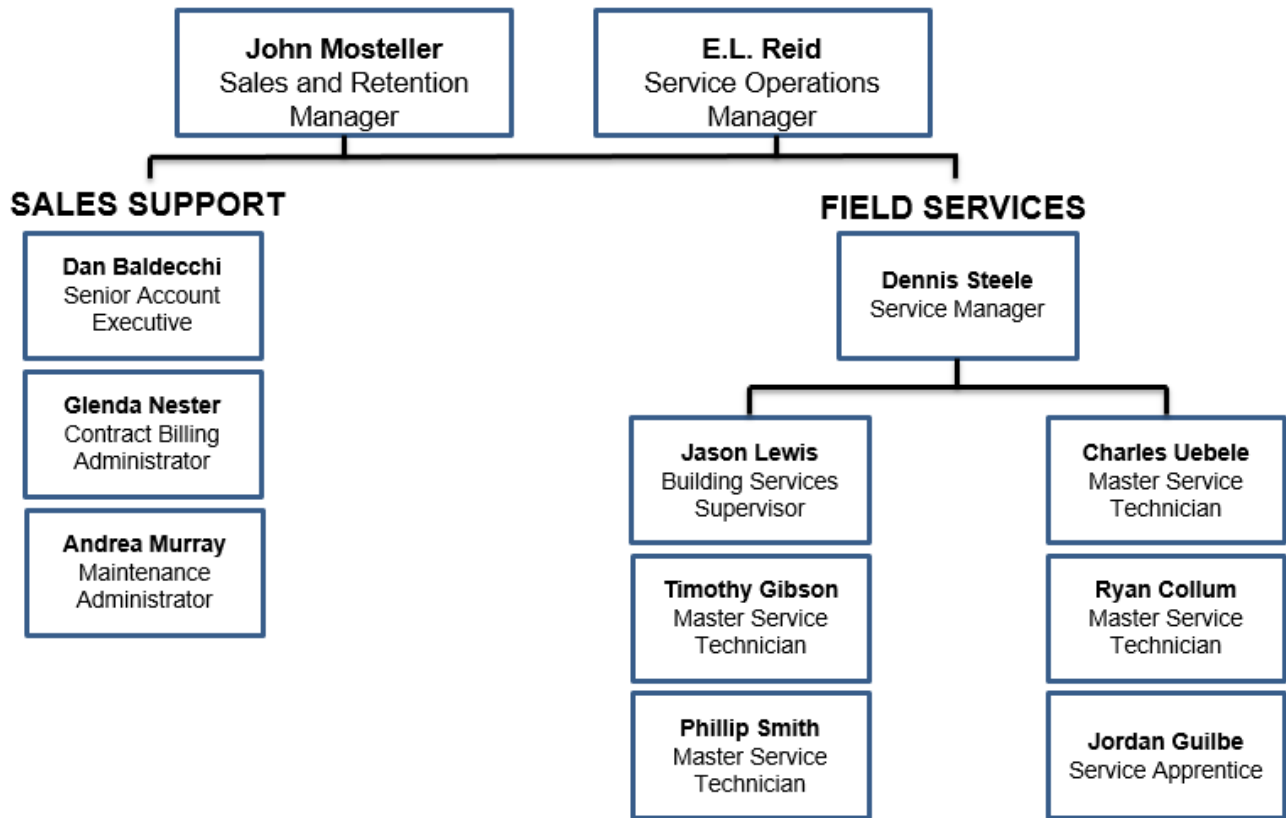 John Mosteller
Sales and Retention
Manager
E.L. Reid
Service Operations
Manager
SALES SUPPORT
Dan Baldecchi
Senior Account
Executive
Glenda Nester
Contract Billing
Administrator
Andrea Murray
Maintenance
Administrator
FIELD SERVICES
Dennis Steele
Service Manager
Jason Lewis
Building Services
Supervisor
Timothy Gibson
Master Service
Technician
Phillip Smith
Master Service
Technician
Charles Uebele
Master Service
Technician
Ryan Collum
Master Service
Technician
Jordan Guilbe
Service Apprentice